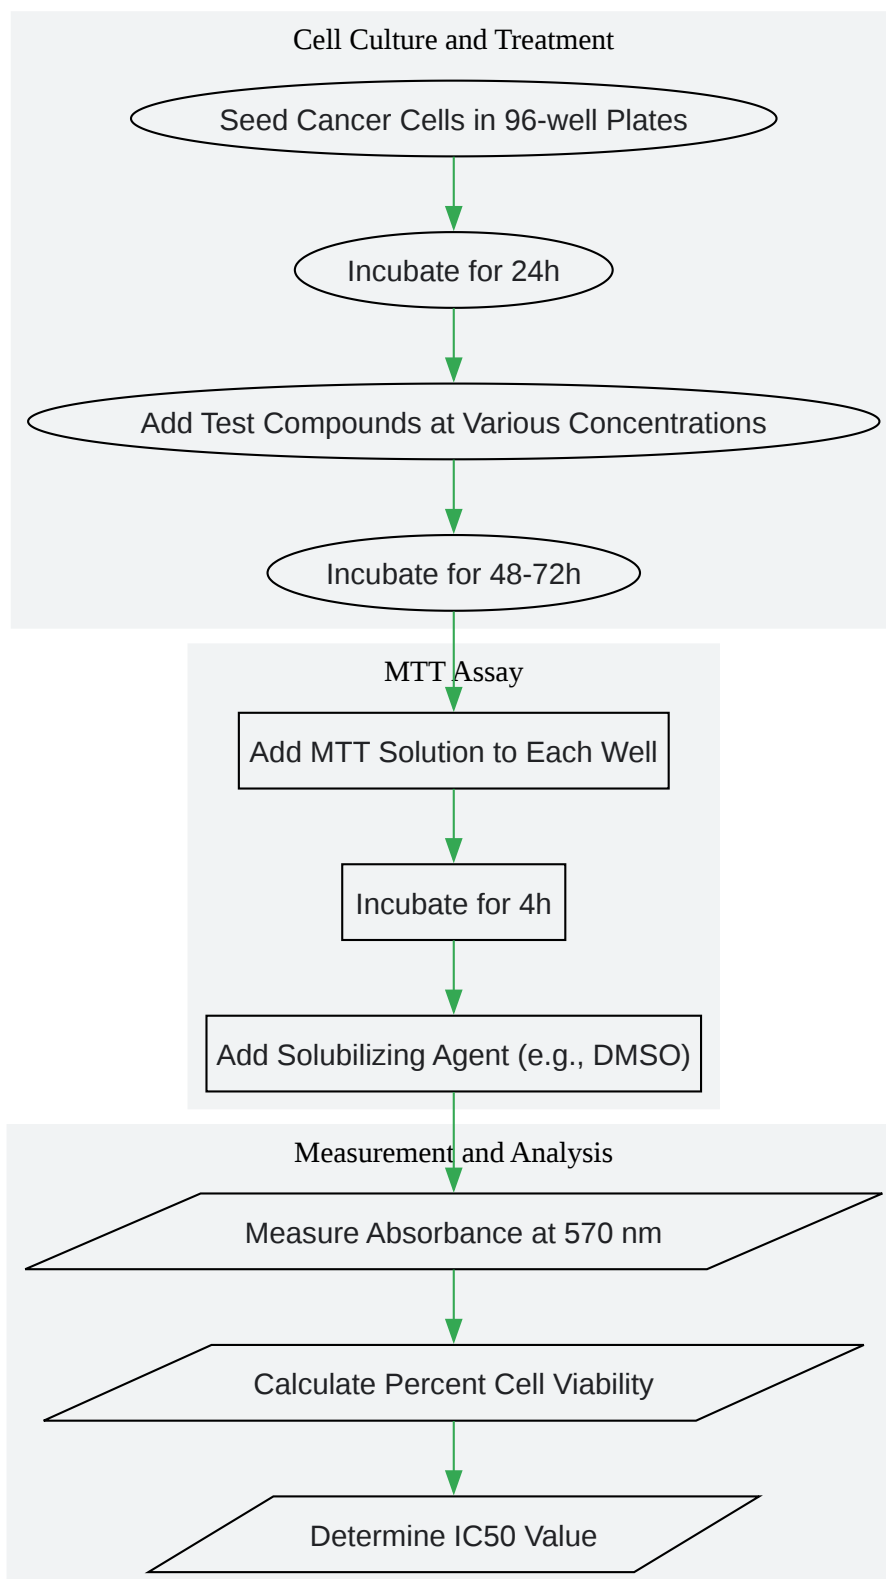 Cell Culture and Treatment
Seed Cancer Cells in 96-well Plates
Incubate for 24h
Add Test Compounds at Various Concentrations
Incubate for 48-72h
MTT Assay
Add MTT Solution to Each Well
Incubate for 4h
Add Solubilizing Agent (e.g., DMSO)
Measurement and Analysis
Measure Absorbance at 570 nm
Calculate Percent Cell Viability
Determine IC50 Value